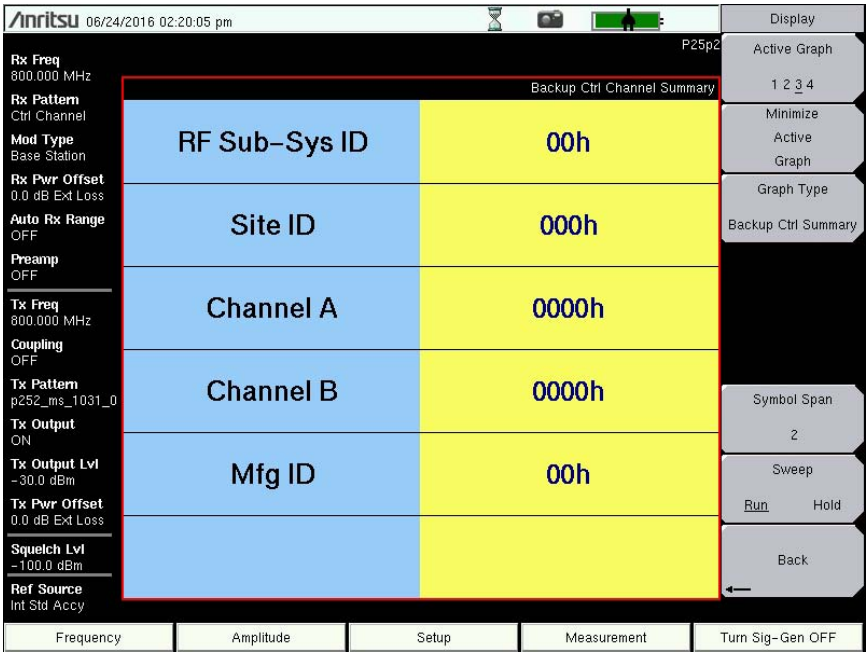 Anritsu 06/24/2016 02:20:05 pm
P25p2
Rx Freq
800.000 MHz
Rx Pattern
Ctrl Channel
Mod Type
Base Station
Rx Pwr Offset
0.0 dB Ext Loss
Auto Rx Range
OFF
Preamp
OFF
Tx Freq
800.000 MHz
Coupling
OFF
Tx Pattern
p252_ms_1031_0
Tx Output
ON
Tx Output Lvl
-30.0 dBm
Tx Pwr Offset
0.0 dB Ext Loss
Squelch Lvl
-100.0 dBm
Ref Source
Int Std Accy
Backup Ctrl Channel Summary
RF Sub-Sys ID 00h
Site ID 000h
Channel A 0000h
Channel B 0000h
Mfg ID 00h
Display
Active Graph
1 2 3 4
Minimize
Active
Graph
Graph Type
Backup Ctrl Summary
Symbol Span
2
Sweep
Run Hold
Back
Frequency Amplitude Setup Measurement Turn Sig-Gen OFF